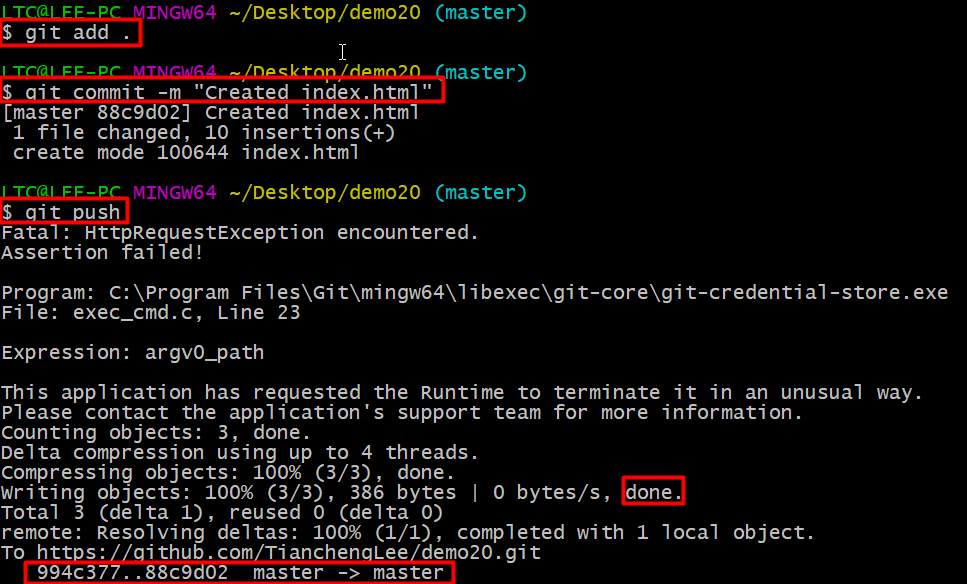 LTC@LEE-PC MINGW64 ~/Desktop/demo20 (master)
$ git add .
LTC@LEE-PC MINGW64 ~/Desktop/demo20 (master)
$ git commit -m "Created index.html"
[master 88c9d02] Created index.html
 1 file changed, 10 insertions(+)
 create mode 100644 index.html
LTC@LEE-PC MINGW64 ~/Desktop/demo20 (master)
$ git push
Fatal: HttpRequestException encountered.
Assertion failed!
Program: C:\Program Files\Git\mingw64\libexec\git-core\git-credential-store.exe
File: exec_cmd.c, Line 23
Expression: argv0_path
This application has requested the Runtime to terminate it in an unusual way.
Please contact the application's support team for more information.
Counting objects: 3, done.
Delta compression using up to 4 threads.
Compressing objects: 100% (3/3), done.
Writing objects: 100% (3/3), 386 bytes | 0 bytes/s, done.
Total 3 (delta 1), reused 0 (delta 0)
remote: Resolving deltas: 100% (1/1), completed with 1 local object.
To https://github.com/TianchengLee/demo20.git
   994c377..88c9d02  master -> master